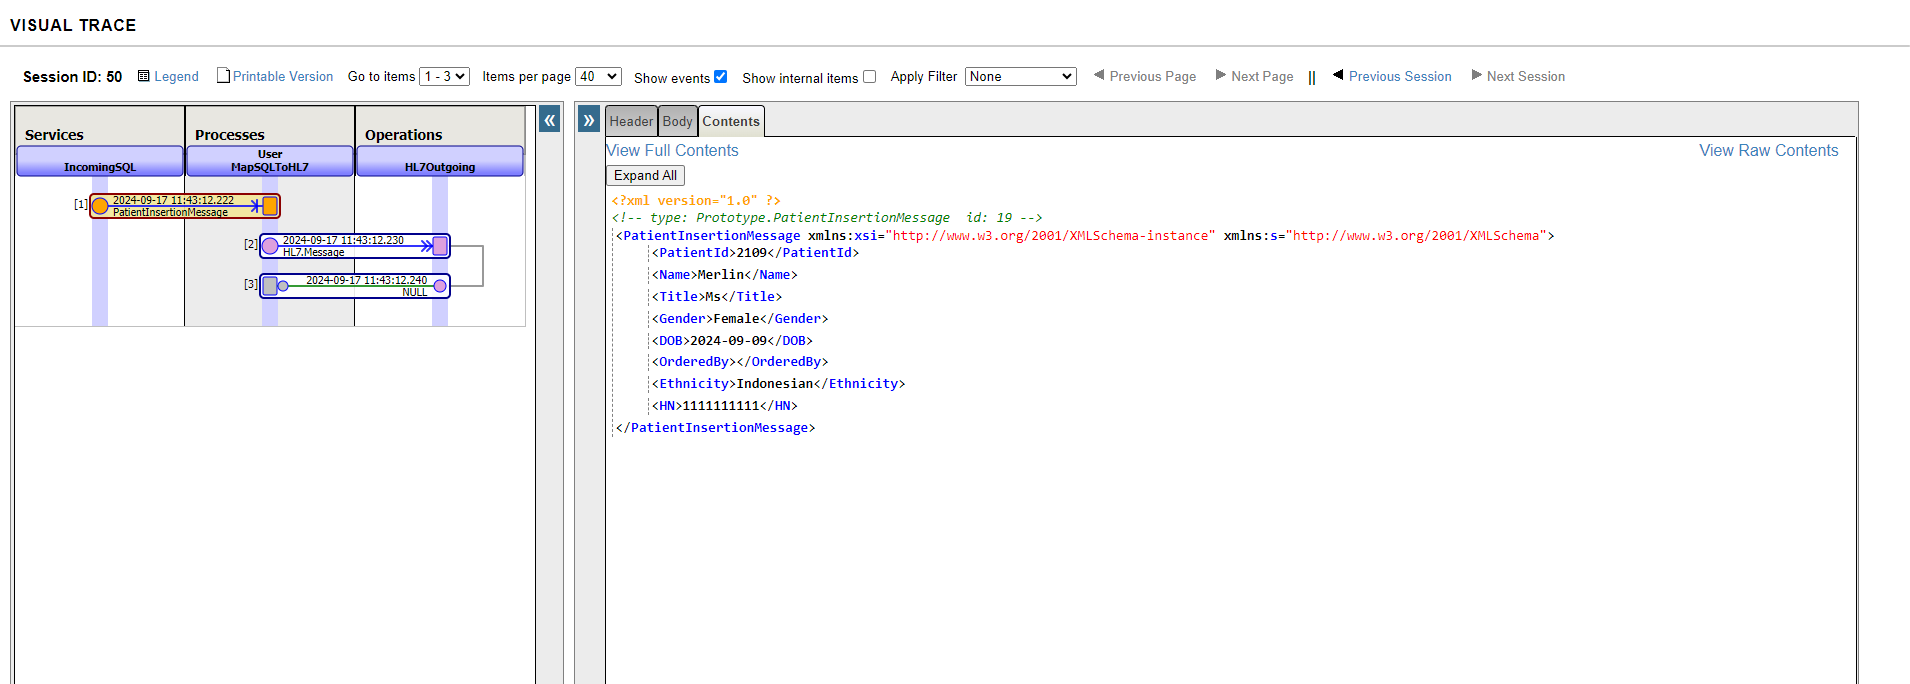 VISUAL TRACE
Session ID: 50 Legend Printable Version Go to items 1 - 3 Items per page 40 Show events Show internal items Apply Filter None Previous Page Next Page || Previous Session Next Session
Services Processes Operations
IncomingSQL
User
MapSQLToHL7
HL7Outgoing
[1] 2024-09-17 11:43:12.222
PatientInsertionMessage
[2] 2024-09-17 11:43:12.230
HL7.Message
[3] 2024-09-17 11:43:12.240
NULL
« »
Header Body Contents
View Full Contents View Raw Contents
Expand All
<?xml version="1.0" ?>
<!-- type: Prototype.PatientInsertionMessage  id: 19 -->
<PatientInsertionMessage xmlns:xsi="http://www.w3.org/2001/XMLSchema-instance" xmlns:s="http://www.w3.org/2001/XMLSchema">
<PatientId>2109</PatientId>
<Name>Merlin</Name>
<Title>Ms</Title>
<Gender>Female</Gender>
<DOB>2024-09-09</DOB>
<OrderedBy></OrderedBy>
<Ethnicity>Indonesian</Ethnicity>
<HN>1111111111</HN>
</PatientInsertionMessage>